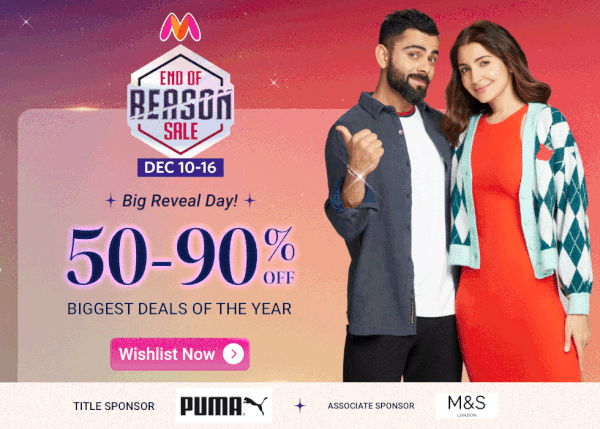 END OF
REASON
SALE
DEC 10-16
Big Reveal Day!
50-90% OFF
BIGGEST DEALS OF THE YEAR
Wishlist Now
TITLE SPONSOR PUMA ASSOCIATE SPONSOR M&S
LONDON